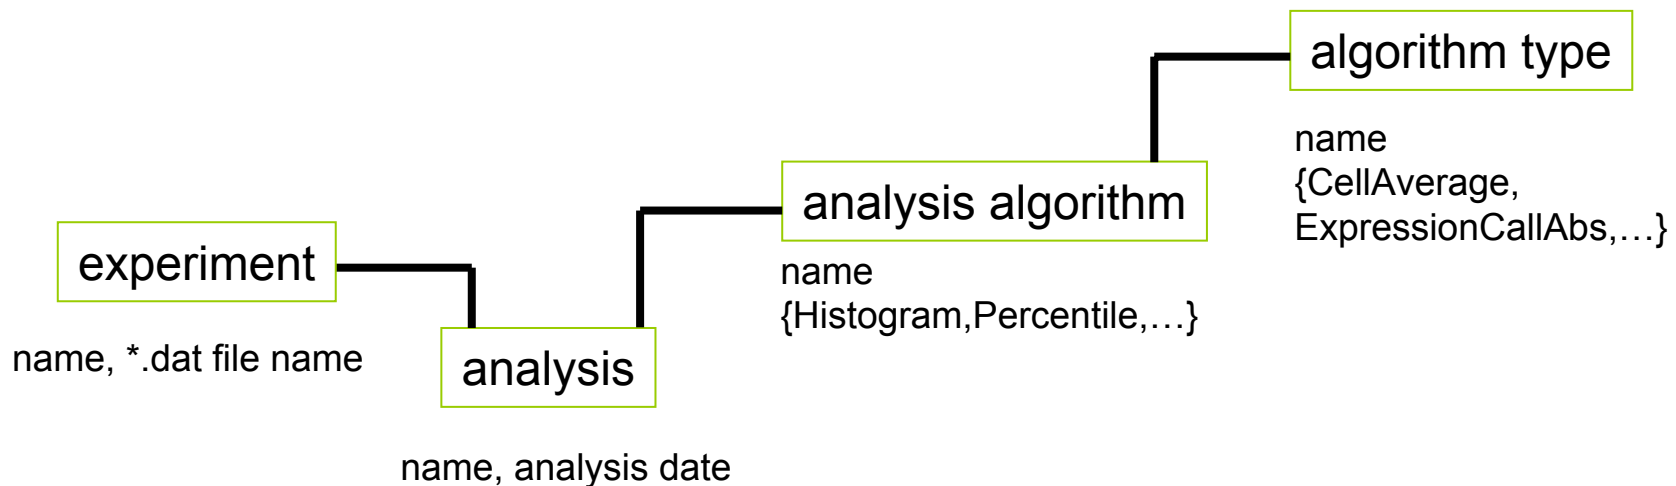 algorithm type
name
{CellAverage,
ExpressionCallAbs,…}
analysis algorithm
name
{Histogram,Percentile,…}
experiment
name, *.dat file name
analysis
name, analysis date